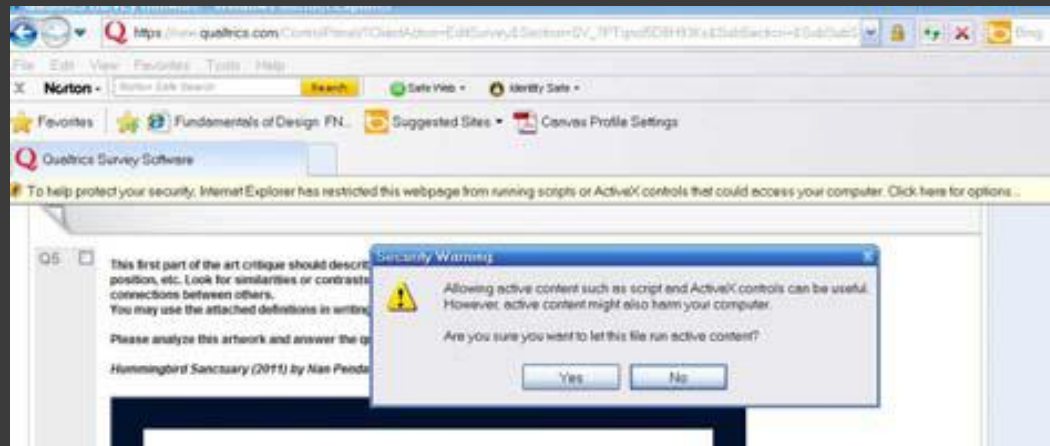 https://www.qualtrics.com/
File Edit View Favorites Tools Help
X Norton - Norton Safe Search Search Safe Web - Identity Safe -
Favorites Fundamentals of Design FN... Suggested Sites Canvas Profile Settings
Qualtrics Survey Software
To help protect your security, Internet Explorer has restricted this webpage from running scripts or ActiveX controls that could access your computer. Click here for options...
Q5
This first part of the art critique should
position, etc. Look for similarities or contrasts
connections between others.
You may use the attached definitions in writing
Please analyze this artwork and answer the
Hummingbird Sanctuary (2011) by Nan
Security Warning
Allowing active content such as script and ActiveX controls can be useful.
However, active content might also harm your computer.
Are you sure you want to let this file run active content?
Yes No
Bing